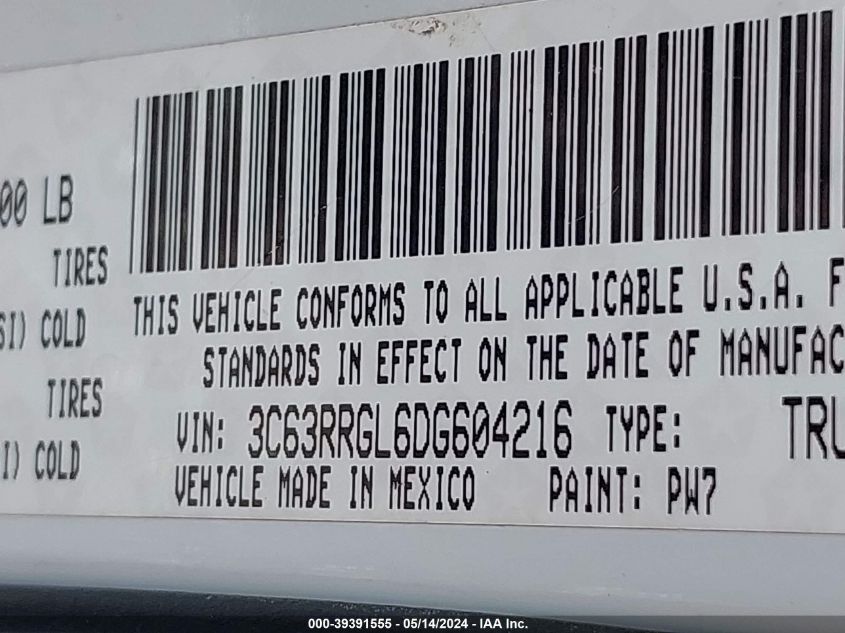 00 LB
TIRES
SI) COLD
TIRES
I) COLD
THIS VEHICLE CONFORMS TO ALL APPLICABLE U.S.A. F
STANDARDS IN EFFECT ON THE DATE OF MANUFAC
VIN: 3C63RRGL6DG604216 TYPE: TRU
VEHICLE MADE IN MEXICO PAINT: PW7
000-39391555 - 05/14/2024 - IAA Inc.